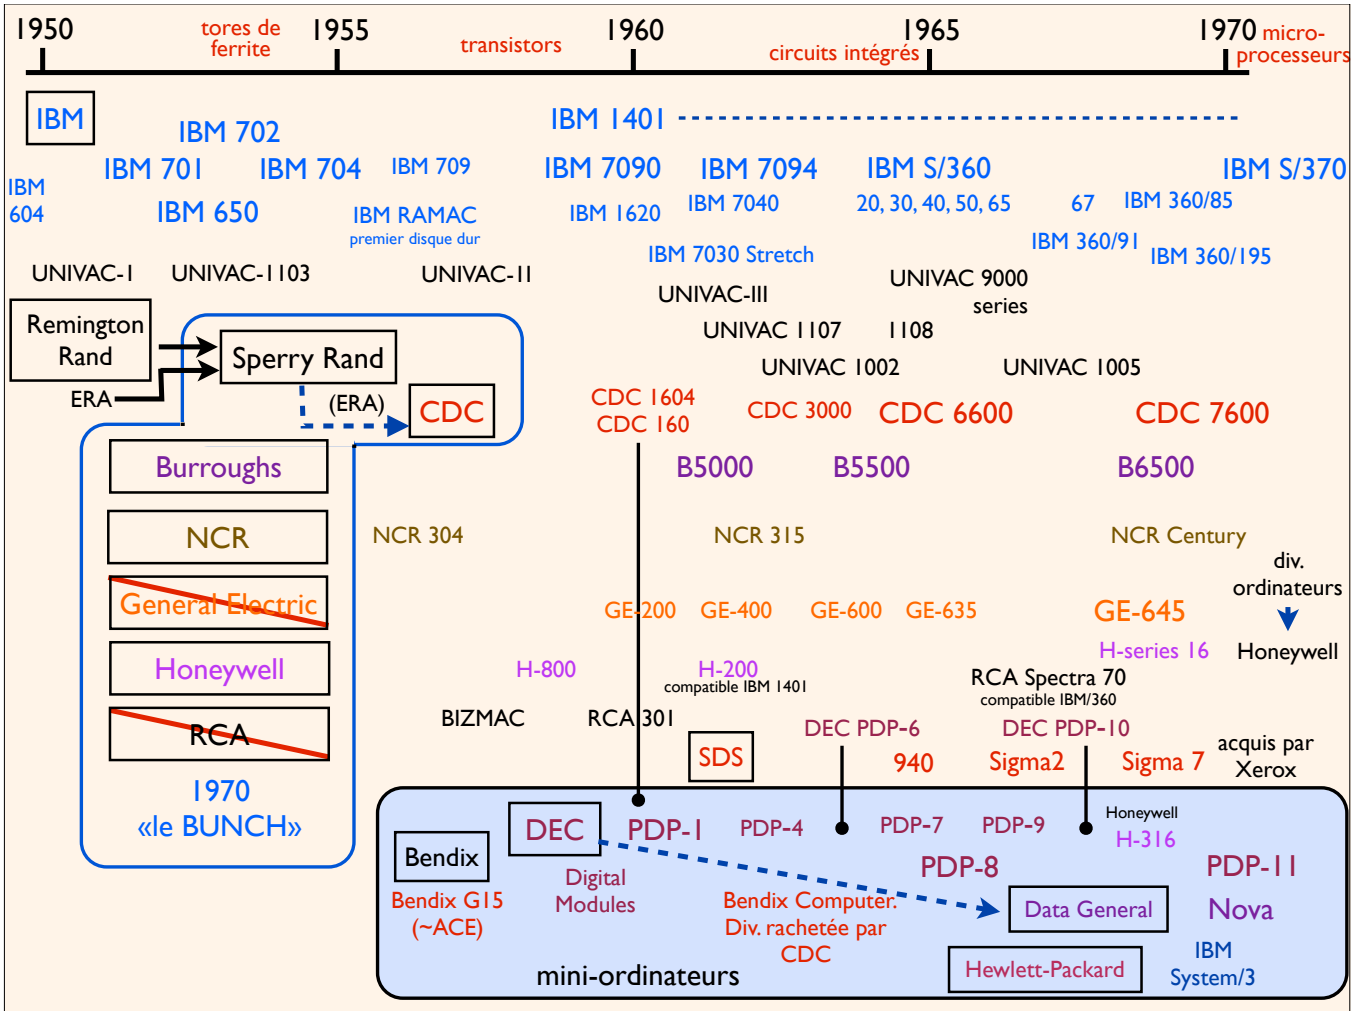 1950
tores de
ferrite
1955
transistors
1960
circuits intégrés
1965
1970
micro-
processeurs
IBM
IBM 702
IBM 1401
IBM 701
IBM 704
IBM 709
IBM 7090
IBM 7094
IBM S/360
IBM S/370
IBM
604
IBM 650
IBM RAMAC
premier disque dur
IBM 1620
IBM 7040
20, 30, 40, 50, 65
67
IBM 360/85
IBM 7030 Stretch
IBM 360/91
IBM 360/195
UNIVAC-I
UNIVAC-1103
UNIVAC-II
UNIVAC-III
UNIVAC 9000
series
Remington
Rand
Sperry Rand
UNIVAC 1107
1108
UNIVAC 1002
UNIVAC 1005
ERA
(ERA)
CDC
CDC 1604
CDC 160
CDC 3000
CDC 6600
CDC 7600
Burroughs
B5000
B5500
B6500
NCR
NCR 304
NCR 315
NCR Century
div.
ordinateurs
General Electric
GE-200
GE-400
GE-600
GE-635
GE-645
Honeywell
H-800
H-200
compatible IBM 1401
H-series 16
Honeywell
RCA Spectra 70
compatible IBM/360
RCA
BIZMAC
RCA 301
DEC PDP-6
DEC PDP-10
SDS
940
Sigma2
Sigma 7
acquis par
Xerox
1970
«le BUNCH»
DEC
PDP-1
PDP-4
PDP-7
PDP-9
Honeywell
H-316
Bendix
Digital
Modules
PDP-8
PDP-11
Bendix G15
(~ACE)
Bendix Computer.
Div. rachetée par
CDC
Data General
Nova
mini-ordinateurs
Hewlett-Packard
IBM
System/3